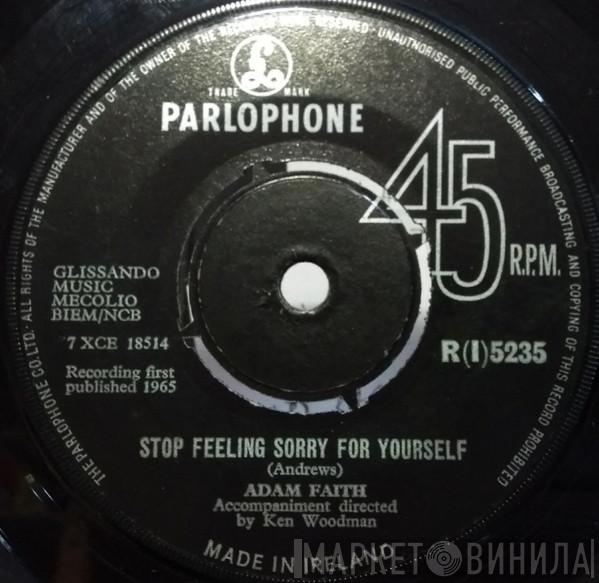 THE PARLOPHONE CO. LTD. ALL RIGHTS OF THE MANUFACTURER AND OF THE OWNER OF THE RECORDED WORK RESERVED · UNAUTHORISED PUBLIC PERFORMANCE BROADCASTING AND COPYING OF THIS RECORD PROHIBITED
£
TRADE MARK
PARLOPHONE
45
R.P.M.
GLISSANDO
MUSIC
MECOLIO
BIEM/NCB
7 XCE 18514
R(I)5235
Recording first
published 1965
STOP FEELING SORRY FOR YOURSELF
(Andrews)
ADAM FAITH
Accompaniment directed
by Ken Woodman
MADE IN IRELAND
МАРКЕТ ВИНИЛА